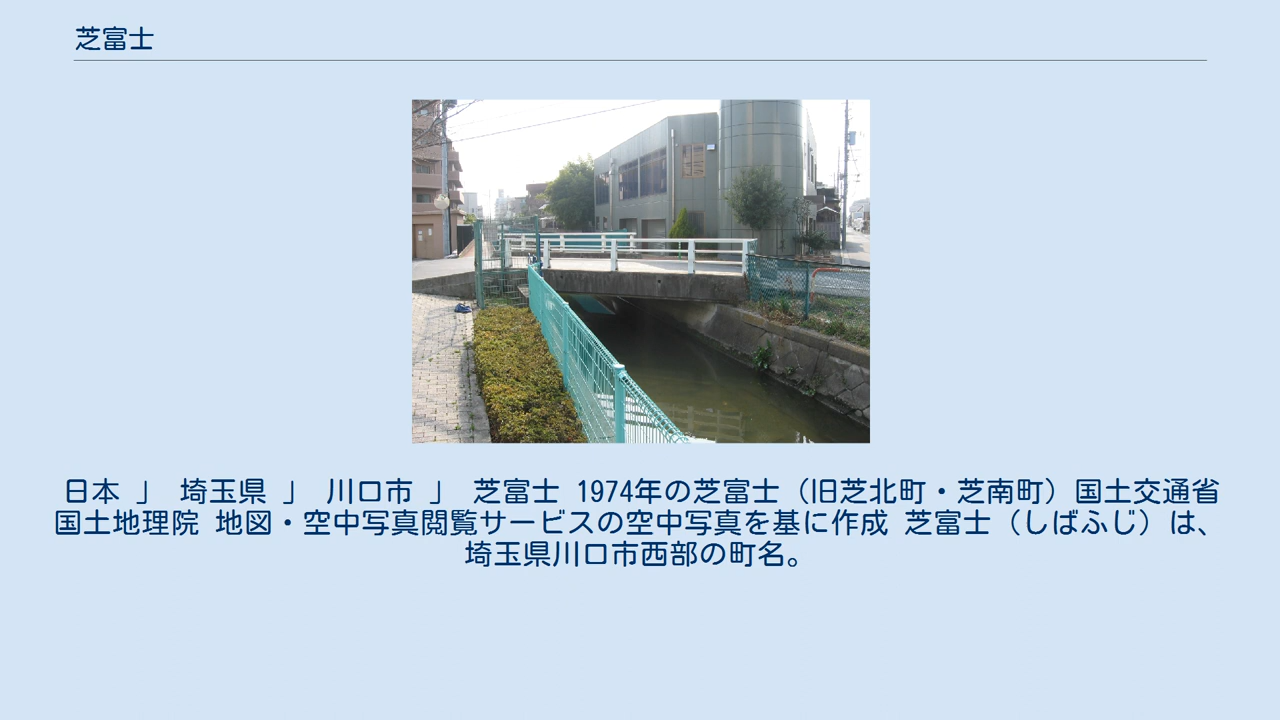 芝富士
日本 」 埼玉県 」 川口市 」 芝富士 1974年の芝富士（旧芝北町・芝南町）国土交通省
国土地理院 地図・空中写真閲覧サービスの空中写真を基に作成 芝富士（しばふじ）は、
埼玉県川口市西部の町名。